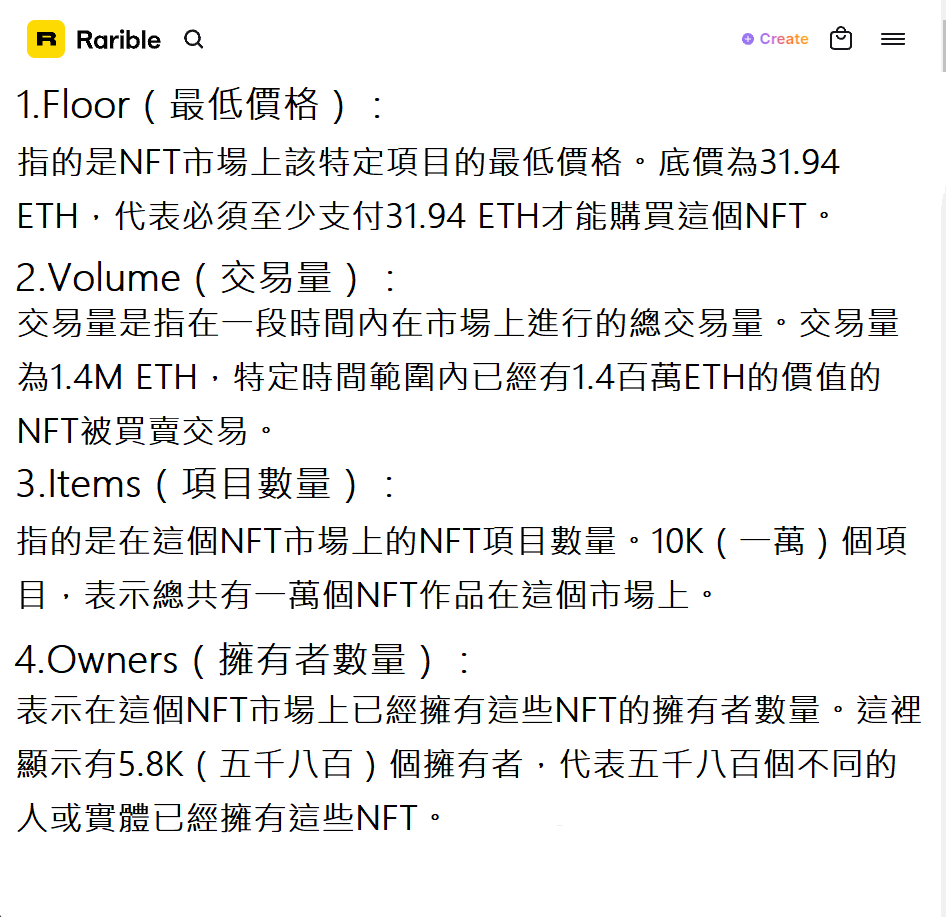 Rarible
Create
1.Floor（最低價格）：
指的是NFT市場上該特定項目的最低價格。底價為31.94
ETH，代表必須至少支付31.94 ETH才能購買這個NFT。
2.Volume（交易量）：
交易量是指在一段時間內在市場上進行的總交易量。交易量
為1.4M ETH，特定時間範圍內已經有1.4百萬ETH的價值的
NFT被買賣交易。
3.Items（項目數量）：
指的是在這個NFT市場上的NFT項目數量。10K（一萬）個項
目，表示總共有一萬個NFT作品在這個市場上。
4.Owners（擁有者數量）：
表示在這個NFT市場上已經擁有這些NFT的擁有者數量。這裡
顯示有5.8K（五千八百）個擁有者，代表五千八百個不同的
人或實體已經擁有這些NFT。